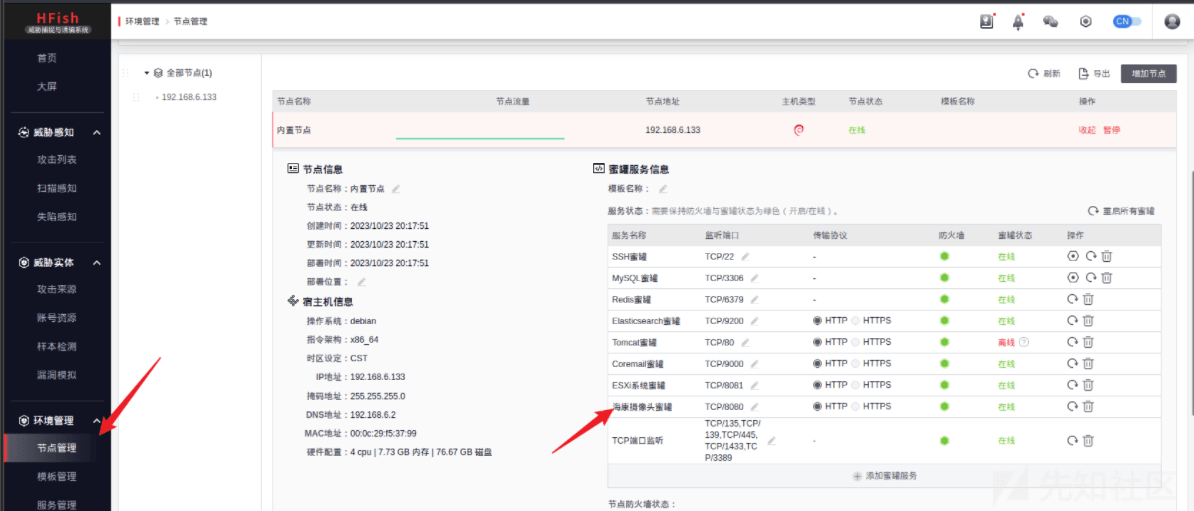 HFish
威胁捕捉与诱骗系统
环境管理 > 节点管理
CN
首页
大屏
威胁感知
攻击列表
扫描感知
失陷感知
威胁实体
攻击来源
账号资源
样本检测
漏洞模拟
环境管理
节点管理
模板管理
服务管理
全部节点(1)
192.168.6.133
刷新 导出 增加节点
节点名称 节点流量 节点地址 主机类型 节点状态 模板名称 操作
内置节点 192.168.6.133 在线 收起 暂停
节点信息
节点名称：内置节点
节点状态：在线
创建时间：2023/10/23 20:17:51
更新时间：2023/10/23 20:17:51
部署时间：2023/10/23 20:17:51
部署位置：
宿主机信息
操作系统：debian
指令架构：x86_64
时区设定：CST
IP地址：192.168.6.133
掩码地址：255.255.255.0
DNS地址：192.168.6.2
MAC地址：00:0c:29:f5:37:99
硬件配置：4 cpu | 7.73 GB 内存 | 76.67 GB 磁盘
蜜罐服务信息
模板名称：
服务状态：需要保持防火墙与蜜罐状态为绿色（开启/在线）。 重启所有蜜罐
服务名称 监听端口 传输协议 防火墙 蜜罐状态 操作
SSH蜜罐 TCP/22 - 在线
MySQL蜜罐 TCP/3306 - 在线
Redis蜜罐 TCP/6379 - 在线
Elasticsearch蜜罐 TCP/9200 HTTP HTTPS 在线
Tomcat蜜罐 TCP/80 HTTP HTTPS 离线 ?
Coremail蜜罐 TCP/9000 HTTP HTTPS 在线
ESXi系统蜜罐 TCP/8081 HTTP HTTPS 在线
海康摄像头蜜罐 TCP/8080 HTTP HTTPS 在线
TCP端口监听 TCP/135,TCP/ - 在线
139,TCP/445,
TCP/1433,TC
P/3389
添加蜜罐服务
节点防火墙状态：
先知社区